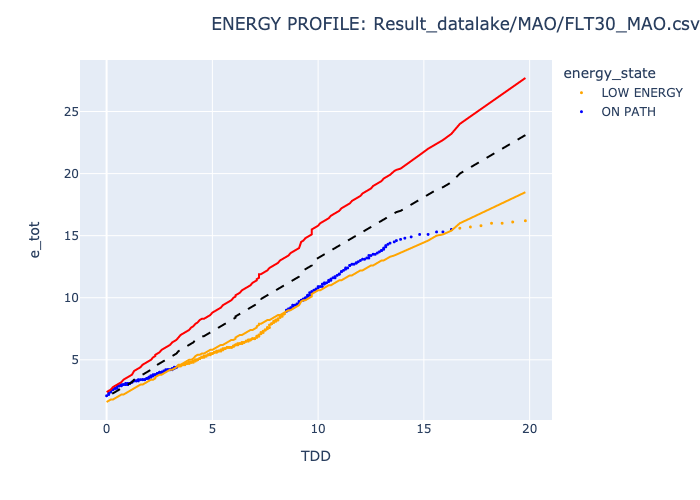 ENERGY PROFILE: Result_datalake/MAO/FLT30_MAO.csv
energy_state
LOW ENERGY
ON PATH
e_tot
25
20
15
10
5
0
5
10
15
20
TDD